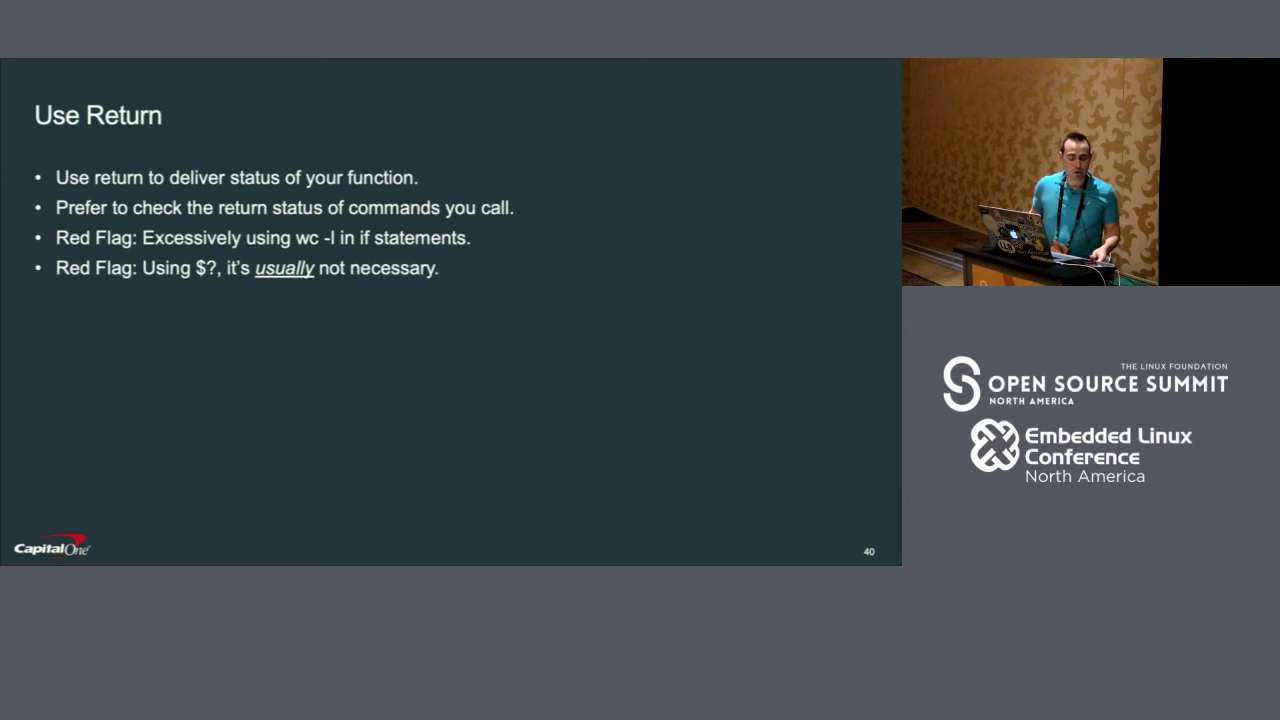 Use Return
• Use return to deliver status of your function.
• Prefer to check the return status of commands you call.
• Red Flag: Excessively using wc -l in if statements.
• Red Flag: Using $?, it's usually not necessary.
CapitalOne
40
THE LINUX FOUNDATION
OPEN SOURCE SUMMIT
NORTH AMERICA
Embedded Linux
Conference
North America